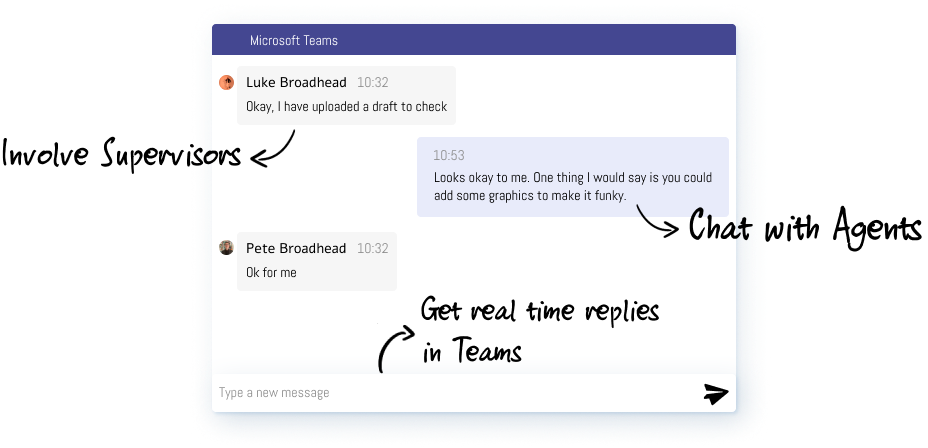 Microsoft Teams
Luke Broadhead 10:32
Okay, I have uploaded a draft to check
Involve Supervisors
10:53
Looks okay to me. One thing I would say is you could
add some graphics to make it funky.
Chat with Agents
Pete Broadhead 10:32
Ok for me
Get real time replies
in Teams
Type a new message